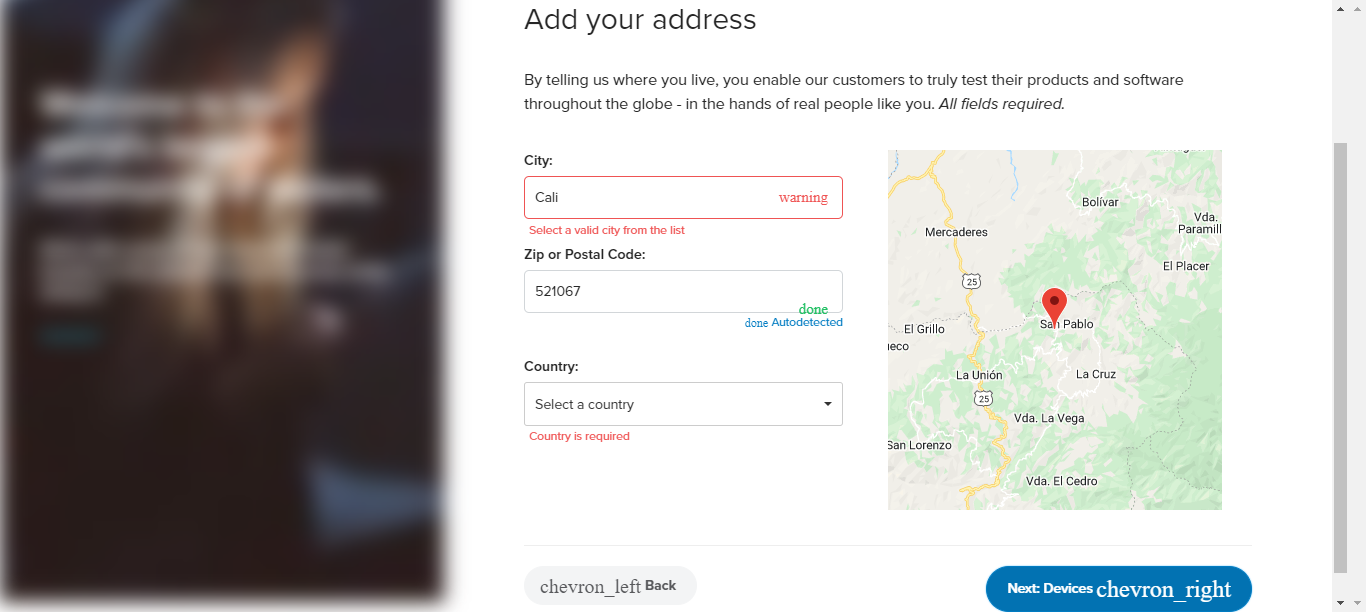 Add your address
By telling us where you live, you enable our customers to truly test their products and software
throughout the globe - in the hands of real people like you. All fields required.
City:
Cali warning
Select a valid city from the list
Zip or Postal Code:
521067
done
done Autodetected
Country:
Select a country
Country is required
Bolívar
Vda.
Paramill
Mercaderes
El Placer
25
San Pablo
El Grillo
ueco
La Unión
La Cruz
25
Vda. La Vega
San Lorenzo
Vda. El Cedro
chevron_left Back
Next: Devices chevron_right